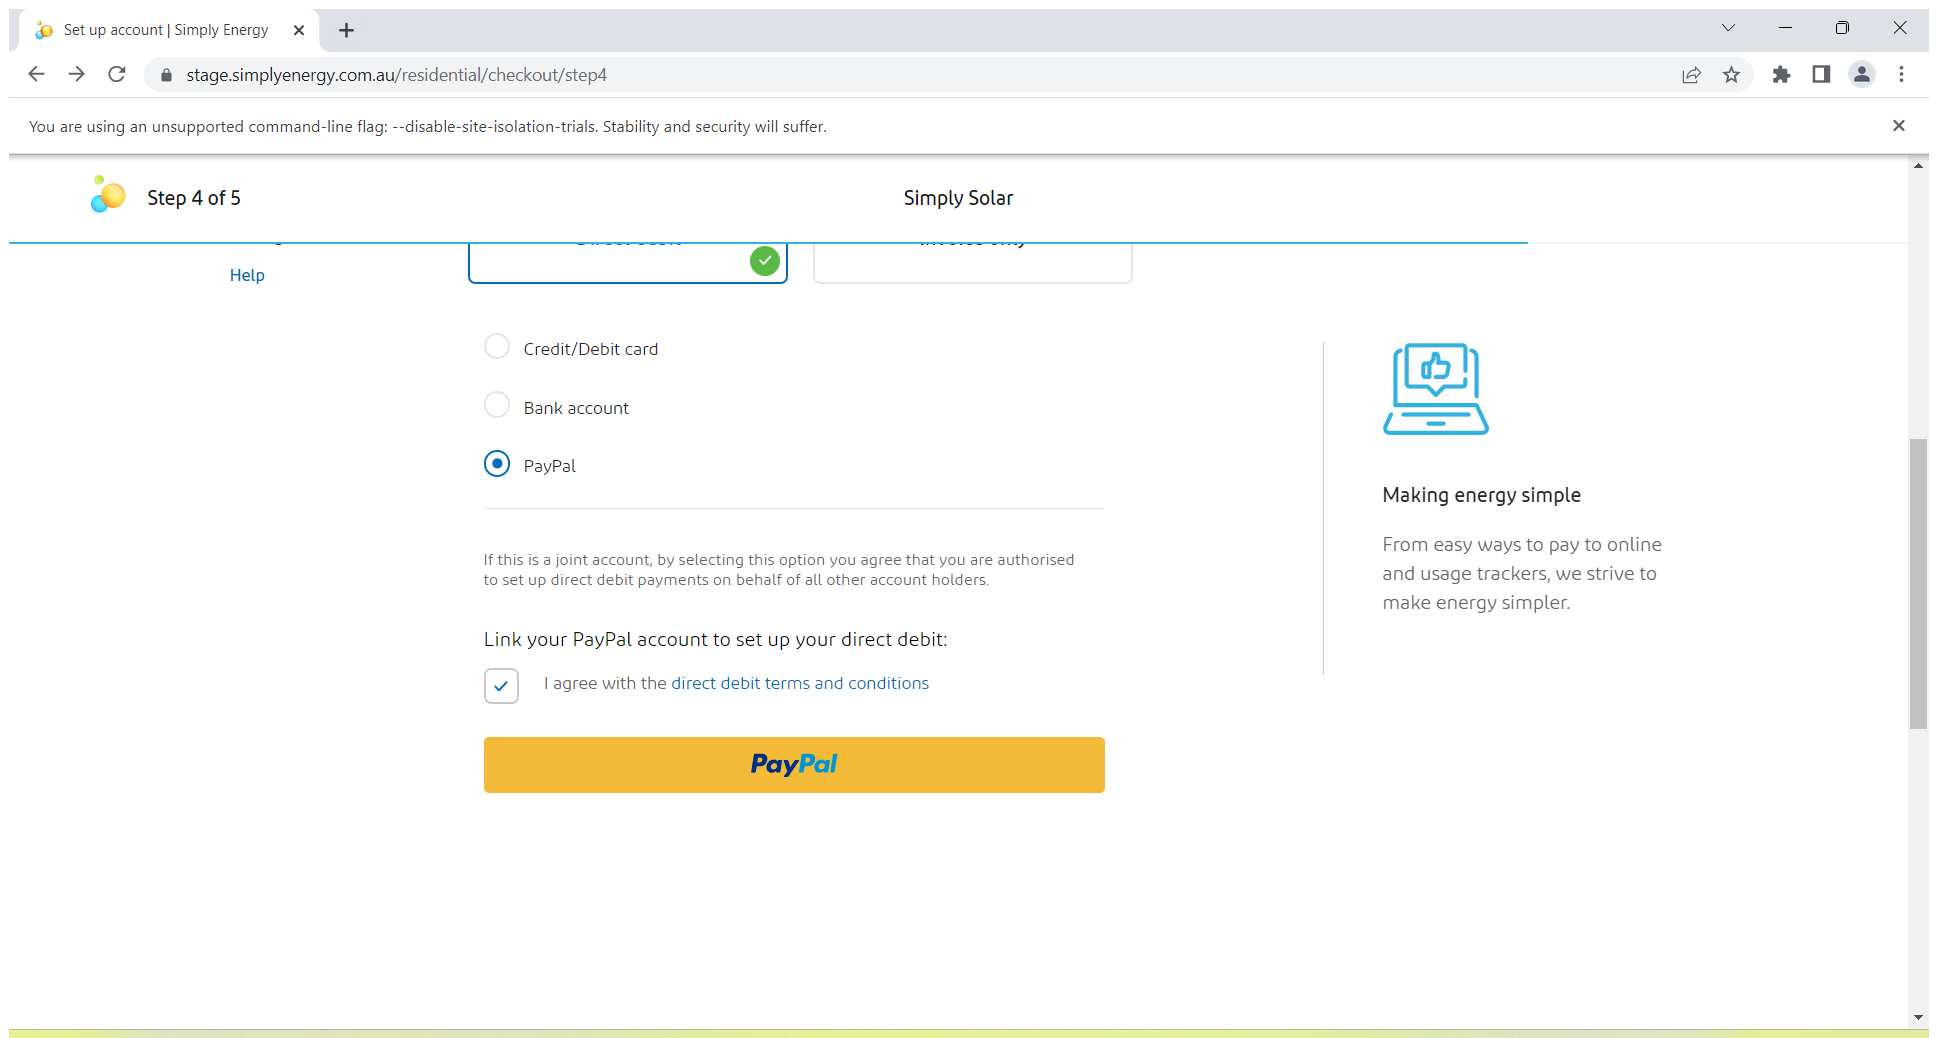 Set up account | Simply Energy
stage.simplyenergy.com.au/residential/checkout/step4
You are using an unsupported command-line flag: --disable-site-isolation-trials. Stability and security will suffer.
Step 4 of 5
Simply Solar
Help
Credit/Debit card
Bank account
PayPal
If this is a joint account, by selecting this option you agree that you are authorised
to set up direct debit payments on behalf of all other account holders.
Link your PayPal account to set up your direct debit:
I agree with the direct debit terms and conditions
PayPal
Making energy simple
From easy ways to pay to online
and usage trackers, we strive to
make energy simpler.